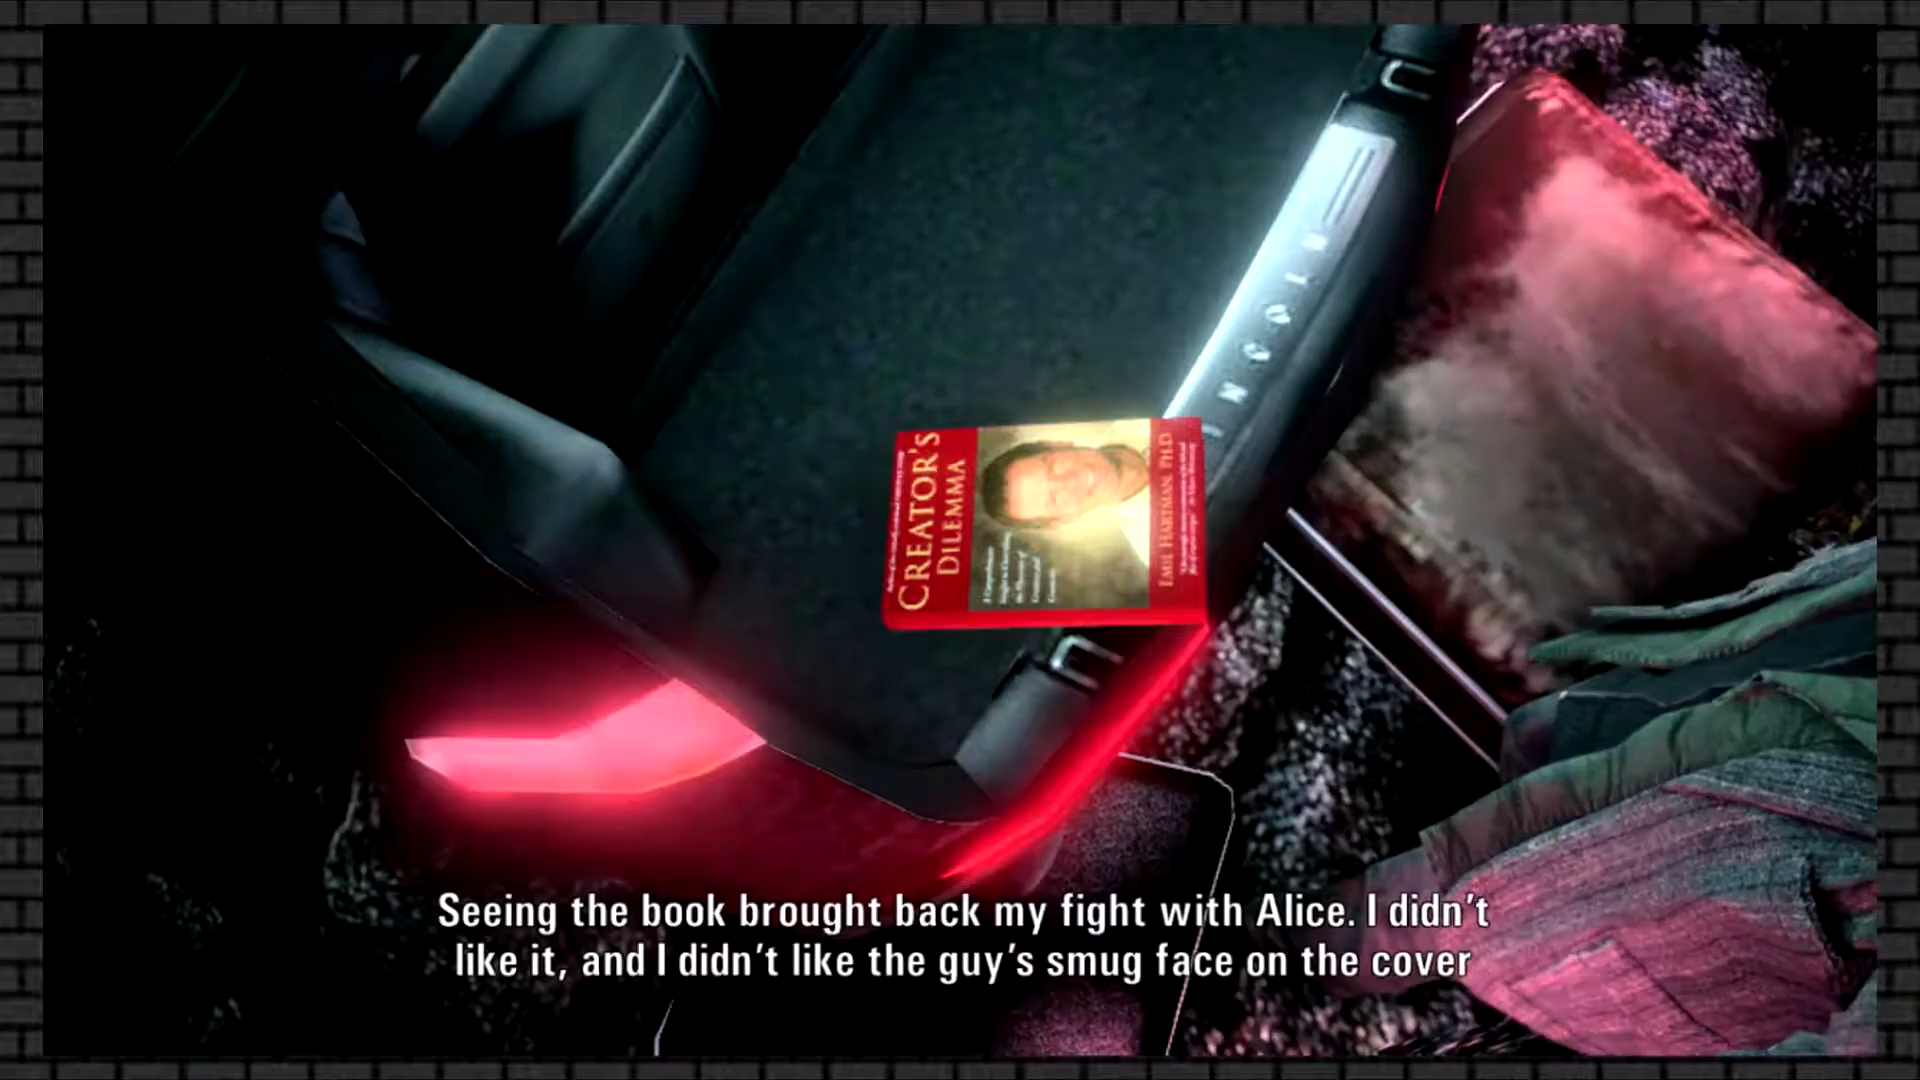 CREATOR'S
DILEMMA
EMIL HARTMAN, PH.D
LINCOLN
Seeing the book brought back my fight with Alice. I didn't
like it, and I didn't like the guy's smug face on the cover